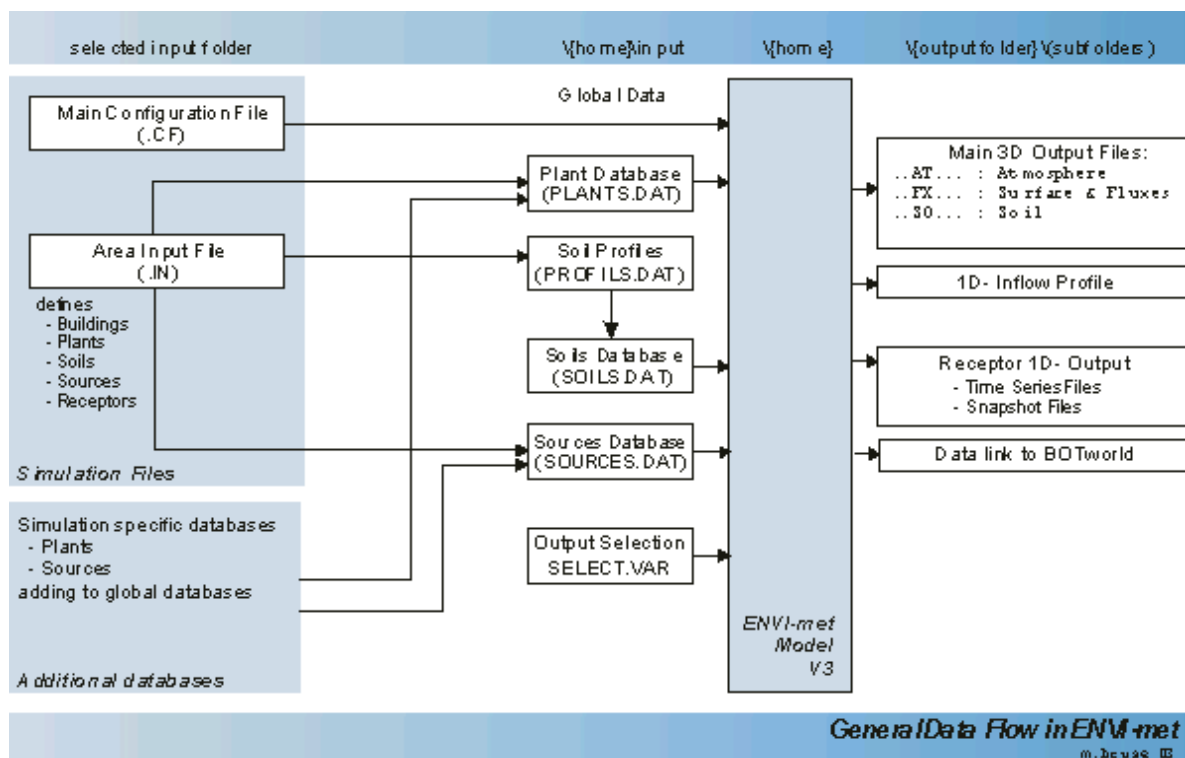 selected input folder
\{home}\input
\{home}
\{outputfolder}\(subfolders)
Main Configuration File
(.CF)
Global Data
Plant Database
(PLANTS.DAT)
Area Input File
(.IN)
defines
- Buildings
- Plants
- Soils
- Sources
- Receptors
Simulation Files
Soil Profiles
(PROFILS.DAT)
Soils Database
(SOILS.DAT)
Sources Database
(SOURCES.DAT)
Output Selection
SELECT.VAR
Simulation specific databases
- Plants
- Sources
adding to global databases
Additional databases
ENVI-met
Model
V3
Main 3D Output Files:
..AT... : Atmosphere
..FX... : Surface & Fluxes
..SO... : Soil
1D- Inflow Profile
Receptor 1D- Output
- Time Series Files
- Snapshot Files
Data link to BOTworld
General Data Flow in ENVI-met